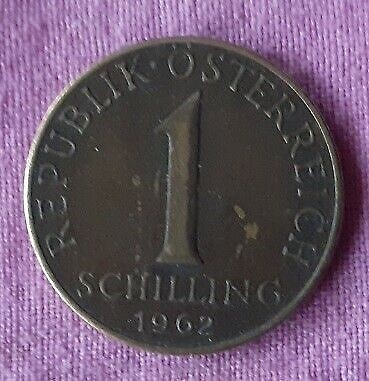 REPUBLIK·ÖSTERREICH
1
SCHILLING
1962